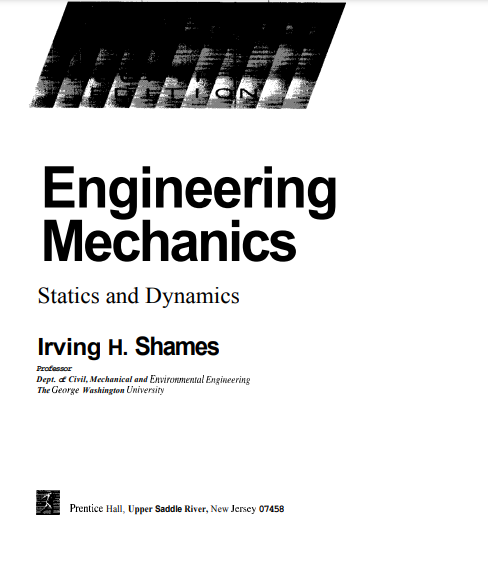 Engineering
Mechanics
Statics and Dynamics
Irving H. Shames
Professor
Dept. of Civil, Mechanical and Environmental Engineering
The George Washington University
Prentice Hall, Upper Saddle River, New Jersey 07458